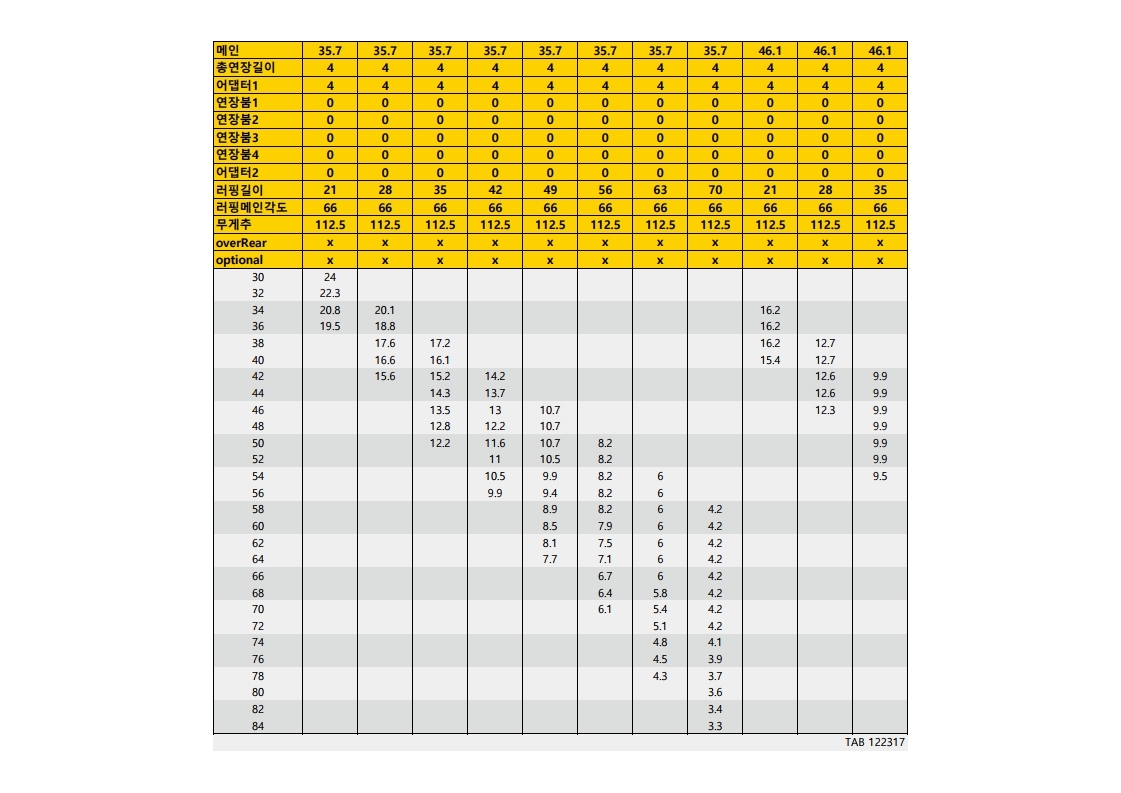 메인 35.7 35.7 35.7 35.7 35.7 35.7 35.7 35.7 46.1 46.1 46.1
총연장길이 4 4 4 4 4 4 4 4 4 4 4
어댑터1 4 4 4 4 4 4 4 4 4 4 4
연장붐1 0 0 0 0 0 0 0 0 0 0 0
연장붐2 0 0 0 0 0 0 0 0 0 0 0
연장붐3 0 0 0 0 0 0 0 0 0 0 0
연장붐4 0 0 0 0 0 0 0 0 0 0 0
어댑터2 0 0 0 0 0 0 0 0 0 0 0
러핑길이 21 28 35 42 49 56 63 70 21 28 35
러핑메인각도 66 66 66 66 66 66 66 66 66 66 66
무게추 112.5 112.5 112.5 112.5 112.5 112.5 112.5 112.5 112.5 112.5 112.5
overRear x x x x x x x x x x x
optional x x x x x x x x x x x
30 24
32 22.3
34 20.8 20.1 16.2
36 19.5 18.8 16.2
38 17.6 17.2 16.2 12.7
40 16.6 16.1 15.4 12.7
42 15.6 15.2 14.2 12.6 9.9
44 14.3 13.7 12.6 9.9
46 13.5 13 10.7 12.3 9.9
48 12.8 12.2 10.7 9.9
50 12.2 11.6 10.7 8.2 9.9
52 11 10.5 8.2 9.9
54 10.5 9.9 8.2 6 9.5
56 9.9 9.4 8.2 6
58 8.9 8.2 6 4.2
60 8.5 7.9 6 4.2
62 8.1 7.5 6 4.2
64 7.7 7.1 6 4.2
66 6.7 6 4.2
68 6.4 5.8 4.2
70 6.1 5.4 4.2
72 5.1 4.2
74 4.8 4.1
76 4.5 3.9
78 4.3 3.7
80 3.6
82 3.4
84 3.3
TAB 122317